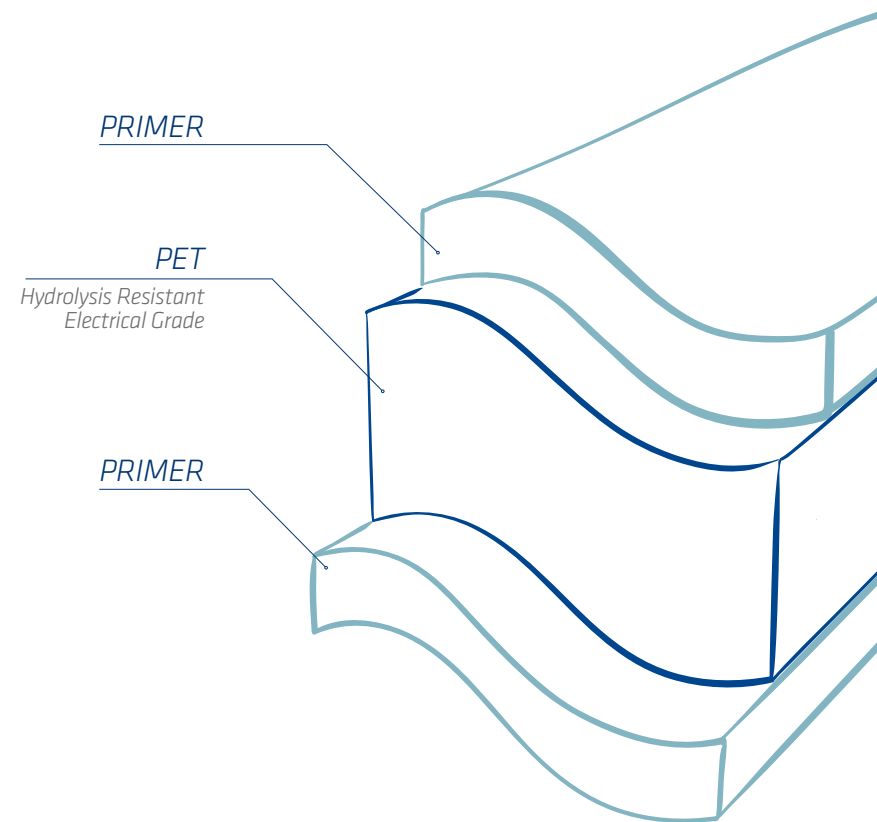 PRIMER
PET
Hydrolysis Resistant
Electrical Grade
PRIMER